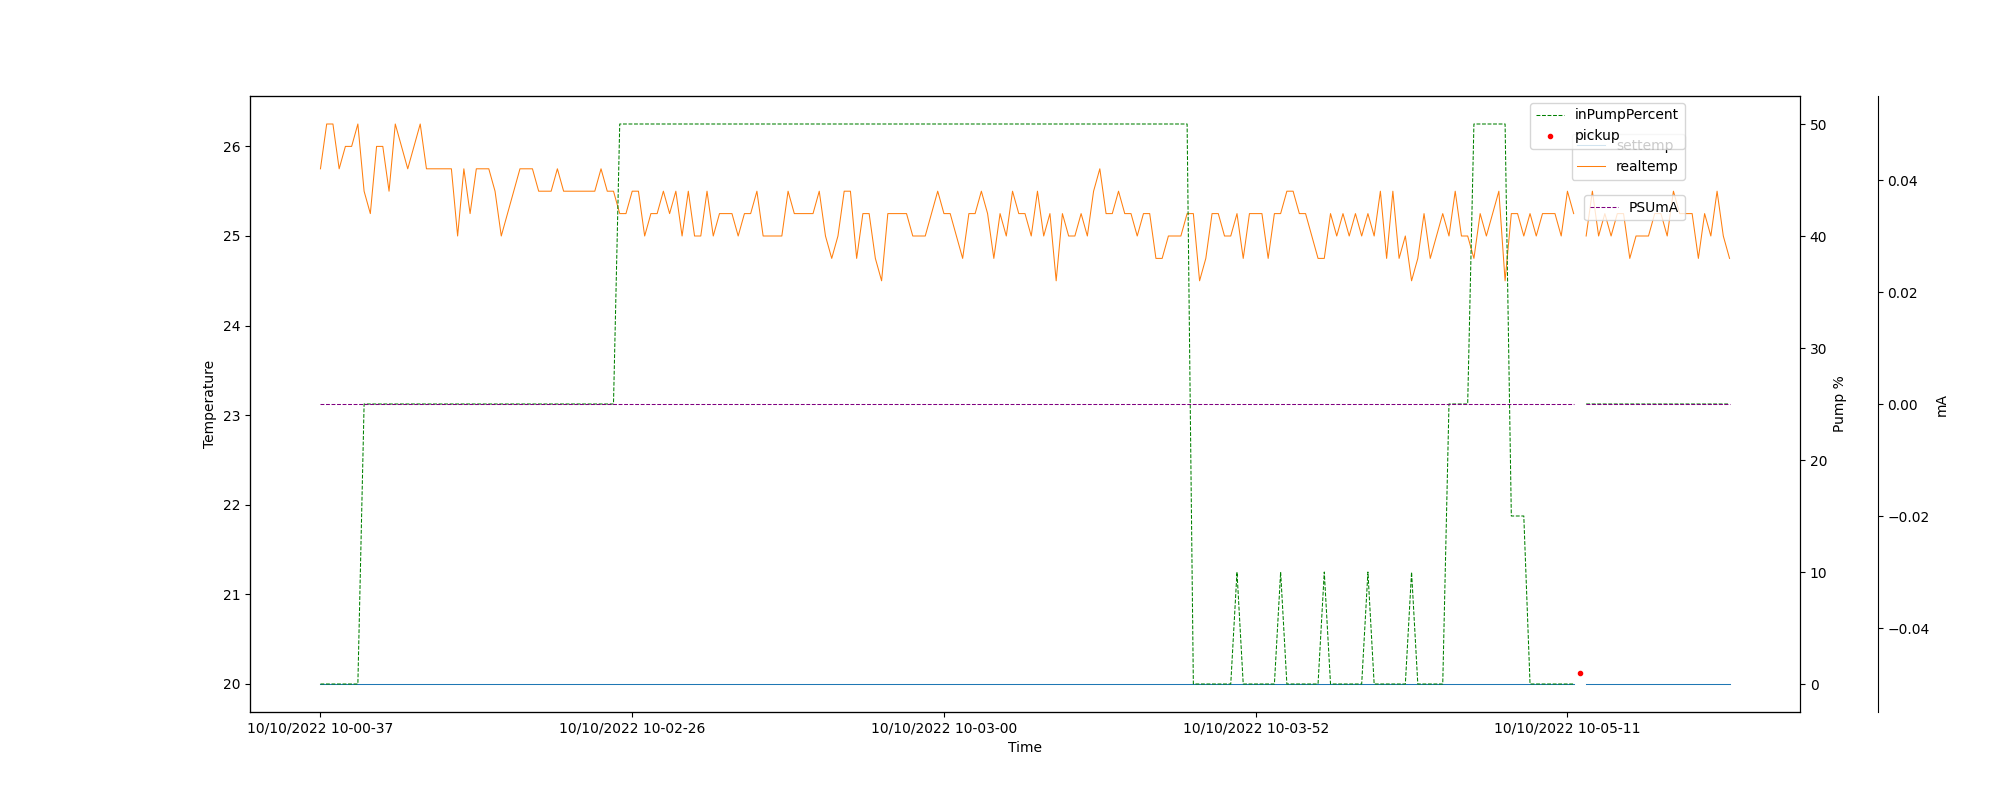 inPumpPercent
pickup
settemp
realtemp
PSUmA
26
25
24
23
22
21
20
Temperature
50
40
30
20
10
0
Pump %
0.04
0.02
0.00
−0.02
−0.04
mA
10/10/2022 10-00-37
10/10/2022 10-02-26
10/10/2022 10-03-00
10/10/2022 10-03-52
10/10/2022 10-05-11
Time